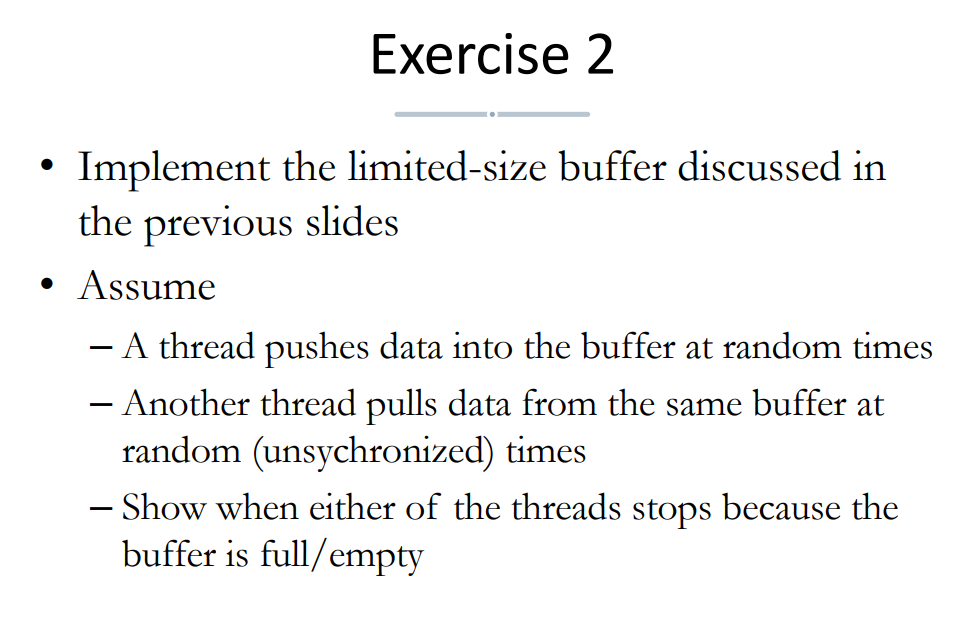 Exercise 2
• Implement the limited-size buffer discussed in
the previous slides
• Assume
– A thread pushes data into the buffer at random times
– Another thread pulls data from the same buffer at
random (unsychronized) times
– Show when either of the threads stops because the
buffer is full/empty